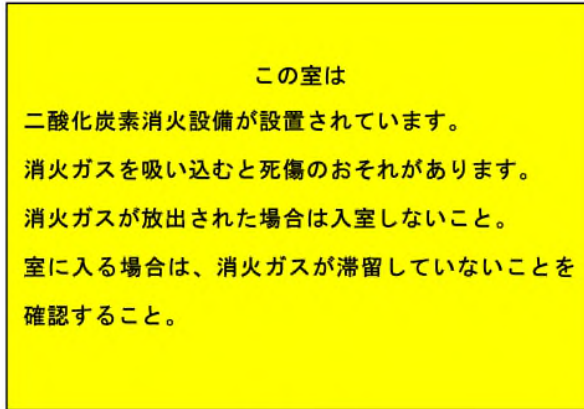 この室は
二酸化炭素消火設備が設置されています。
消火ガスを吸い込むと死傷のおそれがあります。
消火ガスが放出された場合は入室しないこと。
室に入る場合は、消火ガスが滞留していないことを
確認すること。